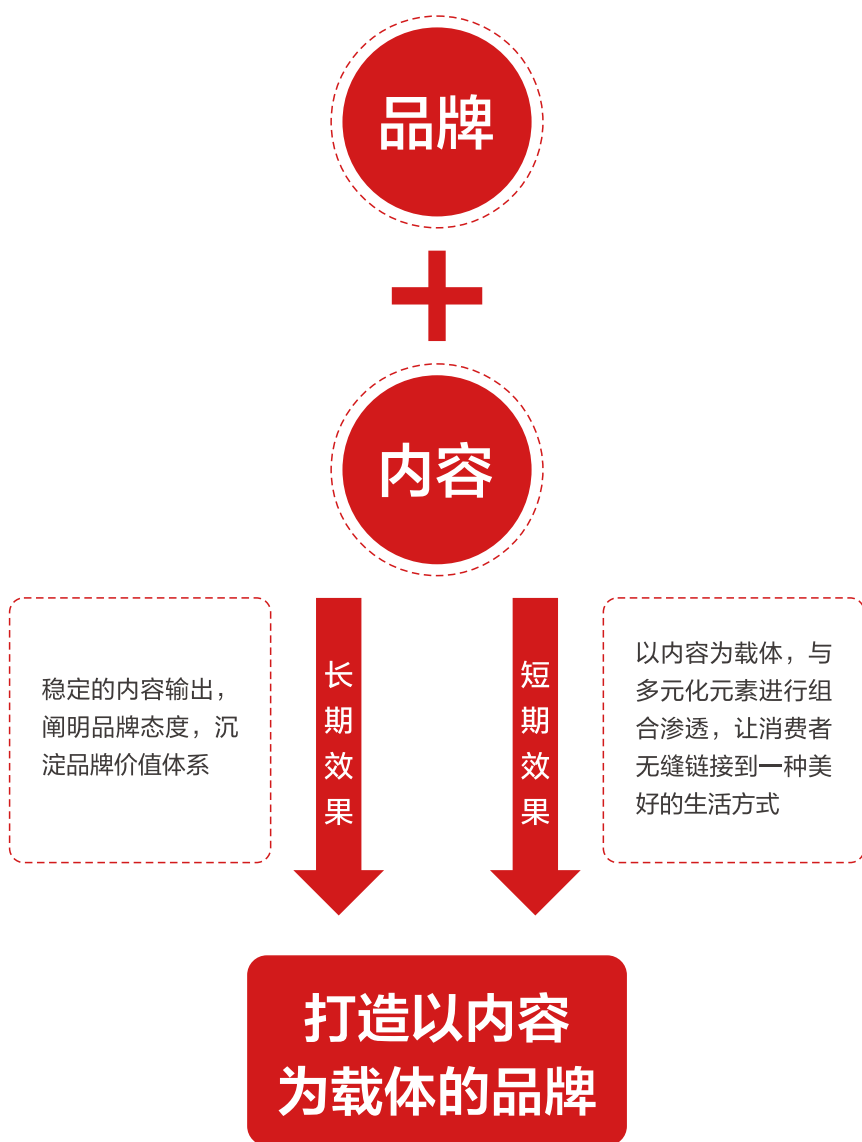 品牌
内容
稳定的内容输出，
阐明品牌态度，沉
淀品牌价值体系
长期效果
短期效果
以内容为载体，与
多元化元素进行组
合渗透，让消费者
无缝链接到一种美
好的生活方式
打造以内容
为载体的品牌